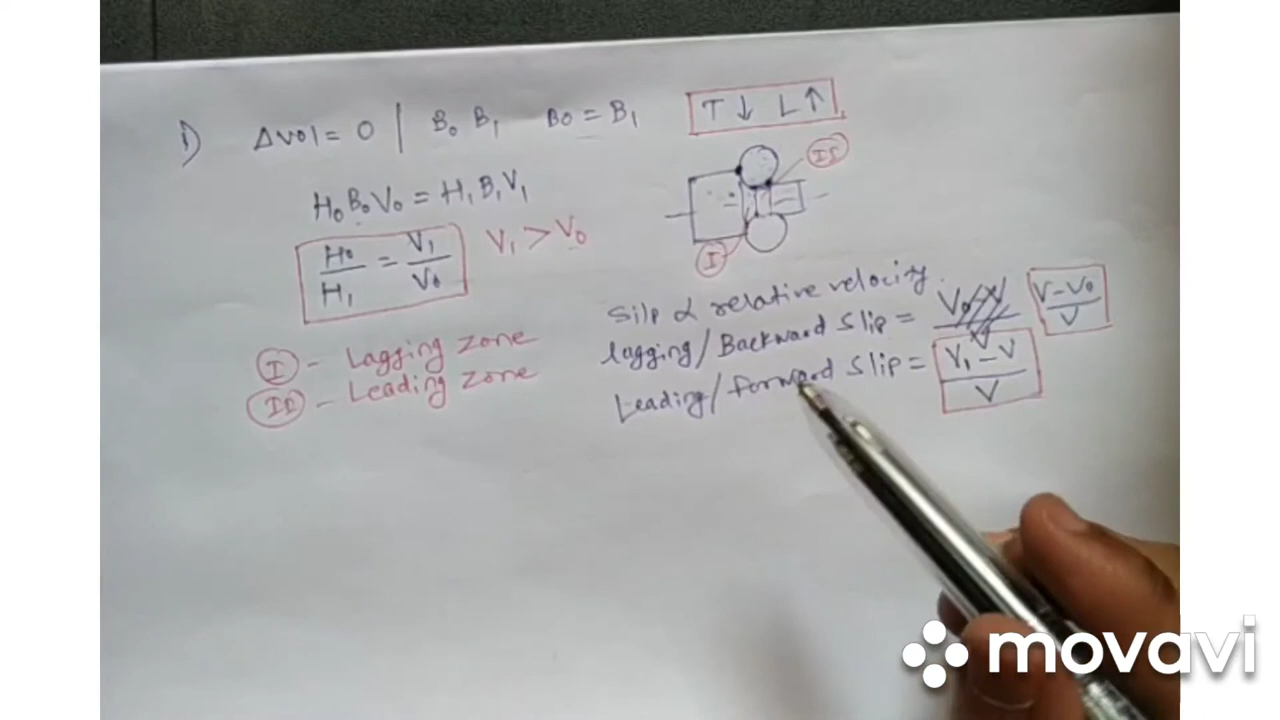 1) ΔVol = 0 | B₀ B₁ B₀ = B₁
T ↓ L ↑
H₀B₀V₀ = H₁B₁V₁
H₀/H₁ = V₁/V₀ V₁ > V₀
II
I
I - Lagging zone
II - Leading zone
Silp ∝ relative velocity.
lagging/Backward Slip = V-V₀/V
Leading/forward Slip = V₁-V/V
movavi